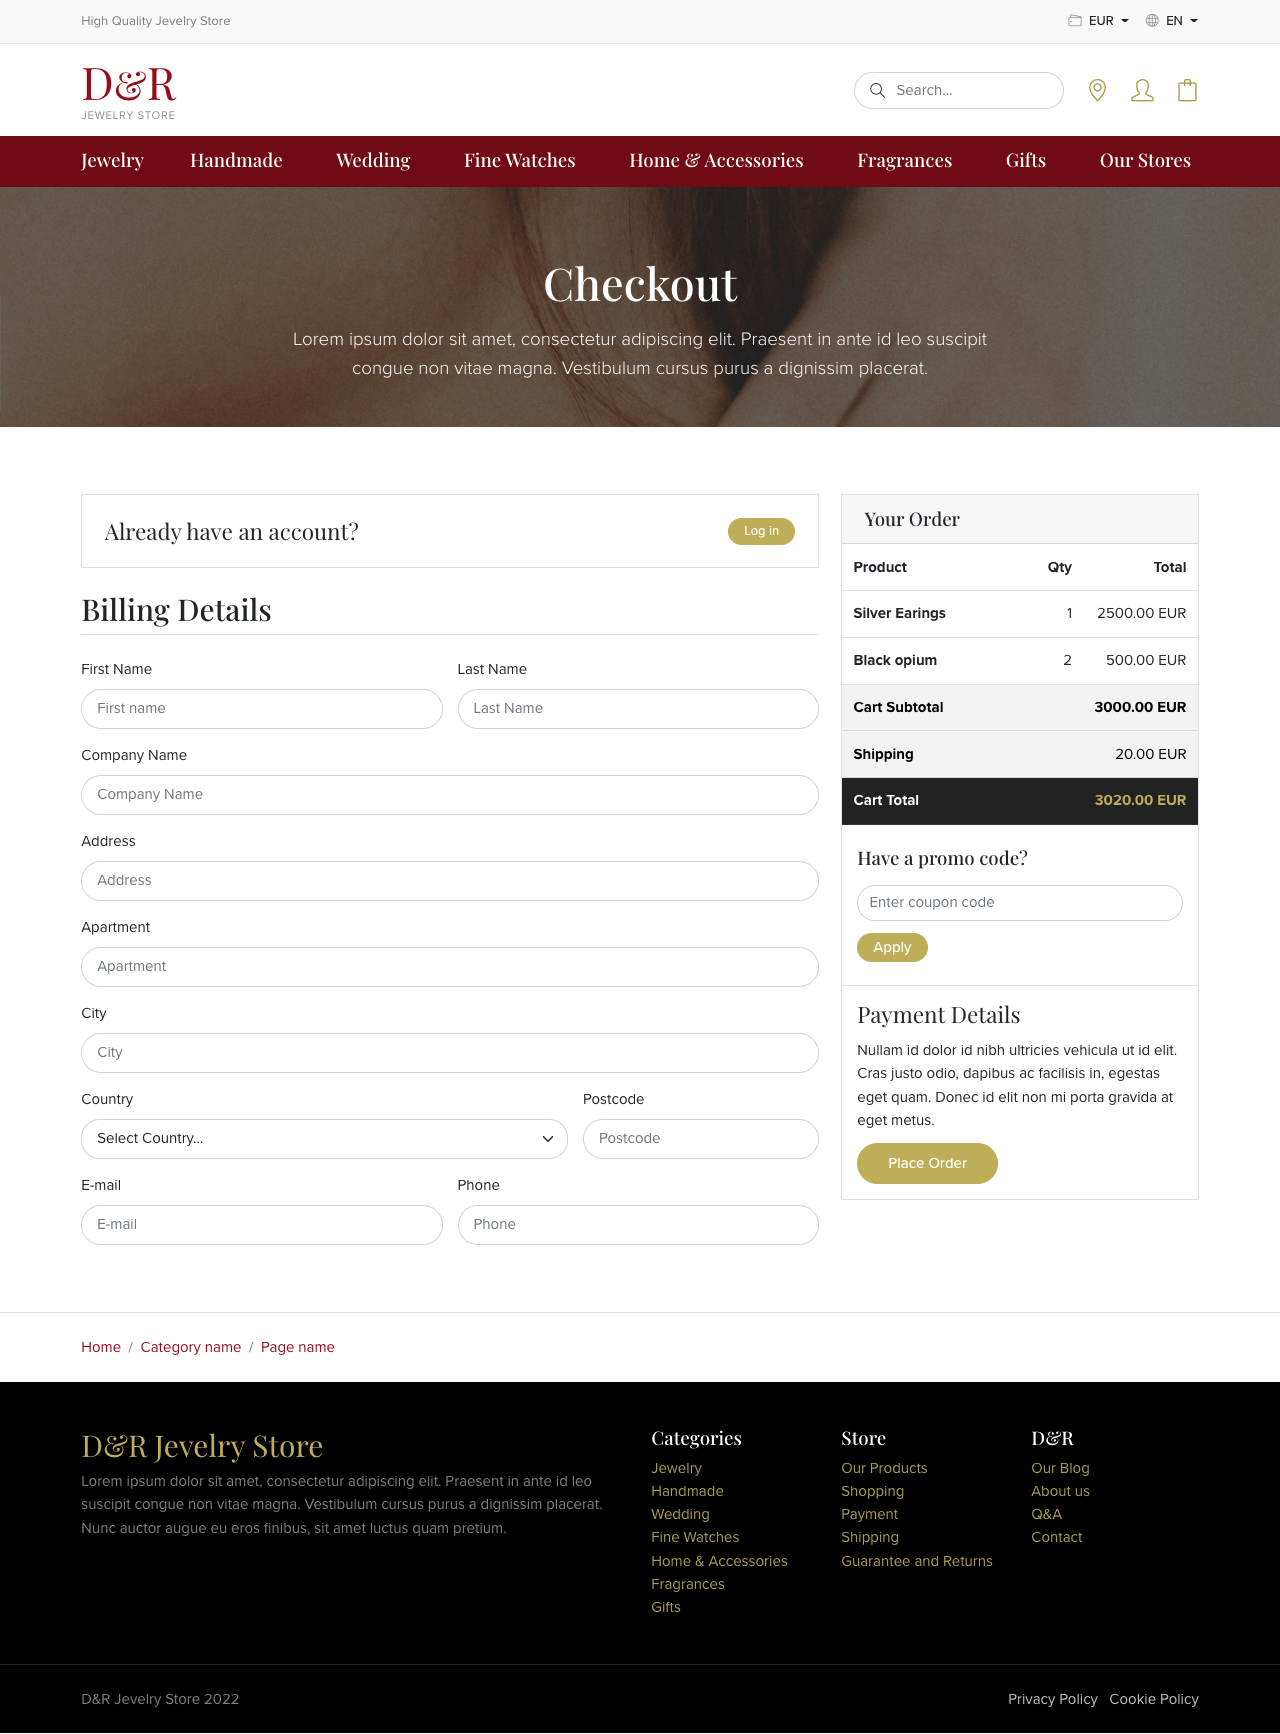 High Quality Jewelry Store
EUR
EN
D&R
JEWELRY STORE
Search...
Jewelry Handmade Wedding Fine Watches Home & Accessories Fragrances Gifts Our Stores
Checkout
Lorem ipsum dolor sit amet, consectetur adipiscing elit. Praesent in ante id leo suscipit
congue non vitae magna. Vestibulum cursus purus a dignissim placerat.
Already have an account?
Log in
Billing Details
First Name Last Name
First name Last Name
Company Name
Company Name
Address
Address
Apartment
Apartment
City
City
Country Postcode
Select Country... Postcode
E-mail Phone
E-mail Phone
Your Order
Product Qty Total
Silver Earings 1 2500.00 EUR
Black opium 2 500.00 EUR
Cart Subtotal 3000.00 EUR
Shipping 20.00 EUR
Cart Total 3020.00 EUR
Have a promo code?
Enter coupon code
Apply
Payment Details
Nullam id dolor id nibh ultricies vehicula ut id elit.
Cras justo odio, dapibus ac facilisis in, egestas
eget quam. Donec id elit non mi porta gravida at
eget metus.
Place Order
Home / Category name / Page name
D&R Jewelry Store
Lorem ipsum dolor sit amet, consectetur adipiscing elit. Praesent in ante id leo
suscipit congue non vitae magna. Vestibulum cursus purus a dignissim placerat.
Nunc auctor augue eu eros finibus, sit amet luctus quam pretium.
Categories
Jewelry
Handmade
Wedding
Fine Watches
Home & Accessories
Fragrances
Gifts
Store
Our Products
Shopping
Payment
Shipping
Guarantee and Returns
D&R
Our Blog
About us
Q&A
Contact
D&R Jewelry Store 2022
Privacy Policy Cookie Policy